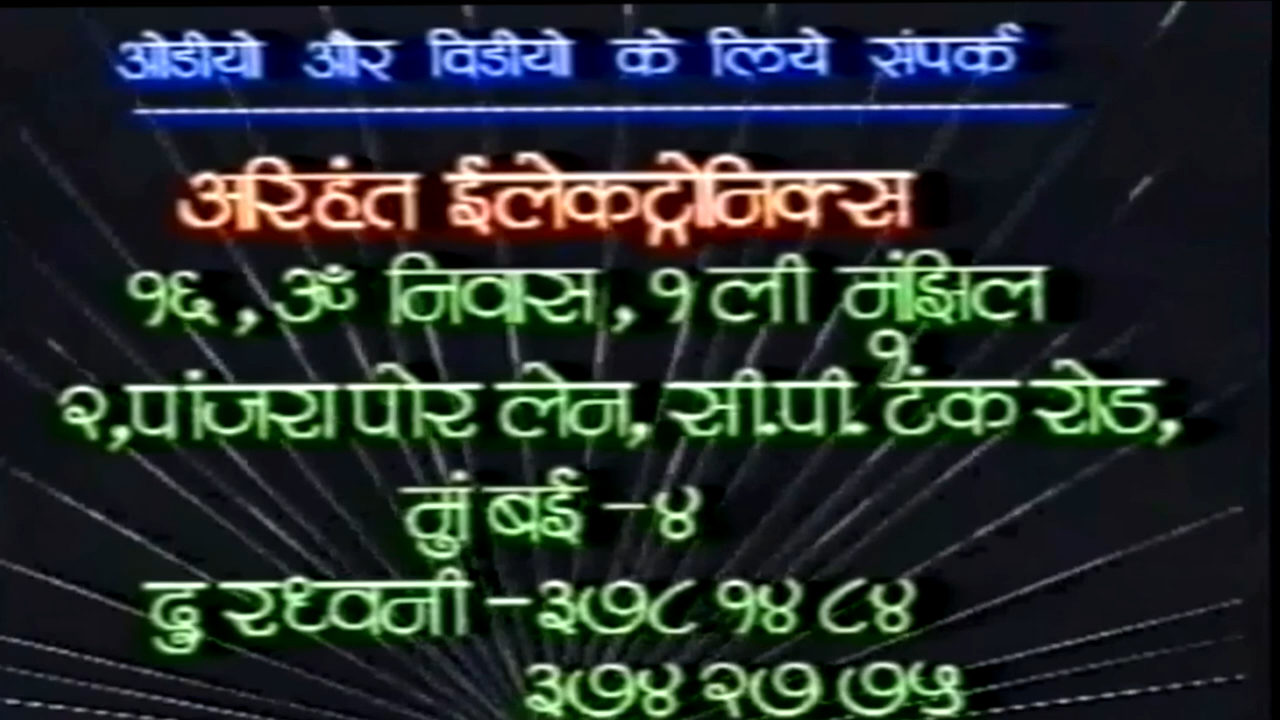 ओडीयो और विडीयो के लिये संपर्क
अरिहंत ईलेकट्रोनिक्स
१६, ॐ निवास, १ ली मंझिल
१
२, पांजरा पोर लेन, सी.पी. टंक रोड,
मुंबई -४
दुरध्वनी -३७८ १४ ८४
३७४ २७ ७५